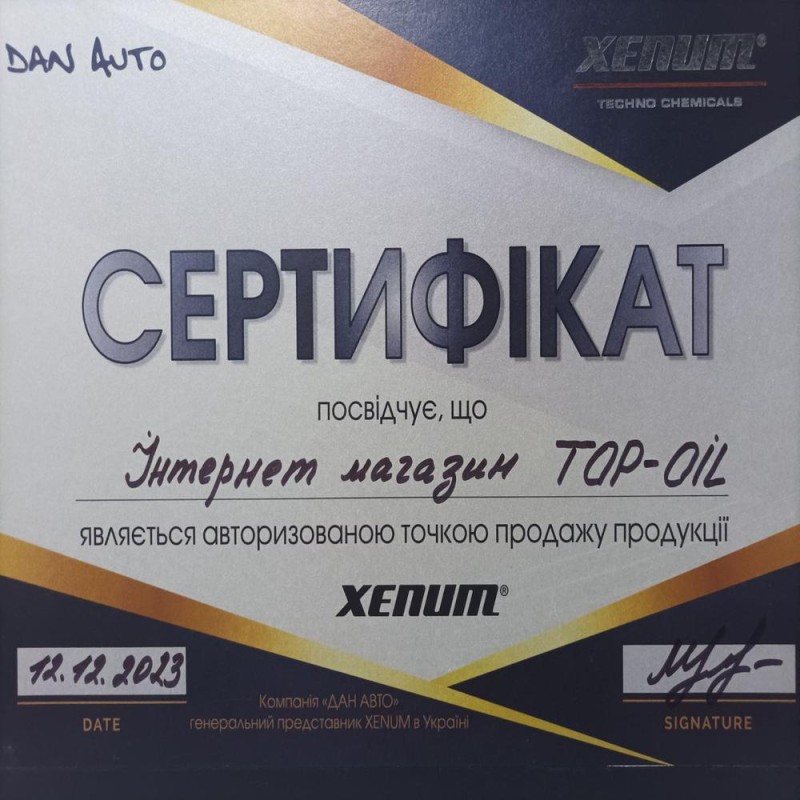 DAN AUTO
XENUM®
TECHNO CHEMICALS
СЕРТИФІКАТ
посвідчує, що
Інтернет магазин TOP-OIL
являється авторизованою точкою продажу продукції
XENUM®
12.12.2023
DATE
Компанія «ДАН АВТО»
генеральний представник XENUM в Україні
SIGNATURE